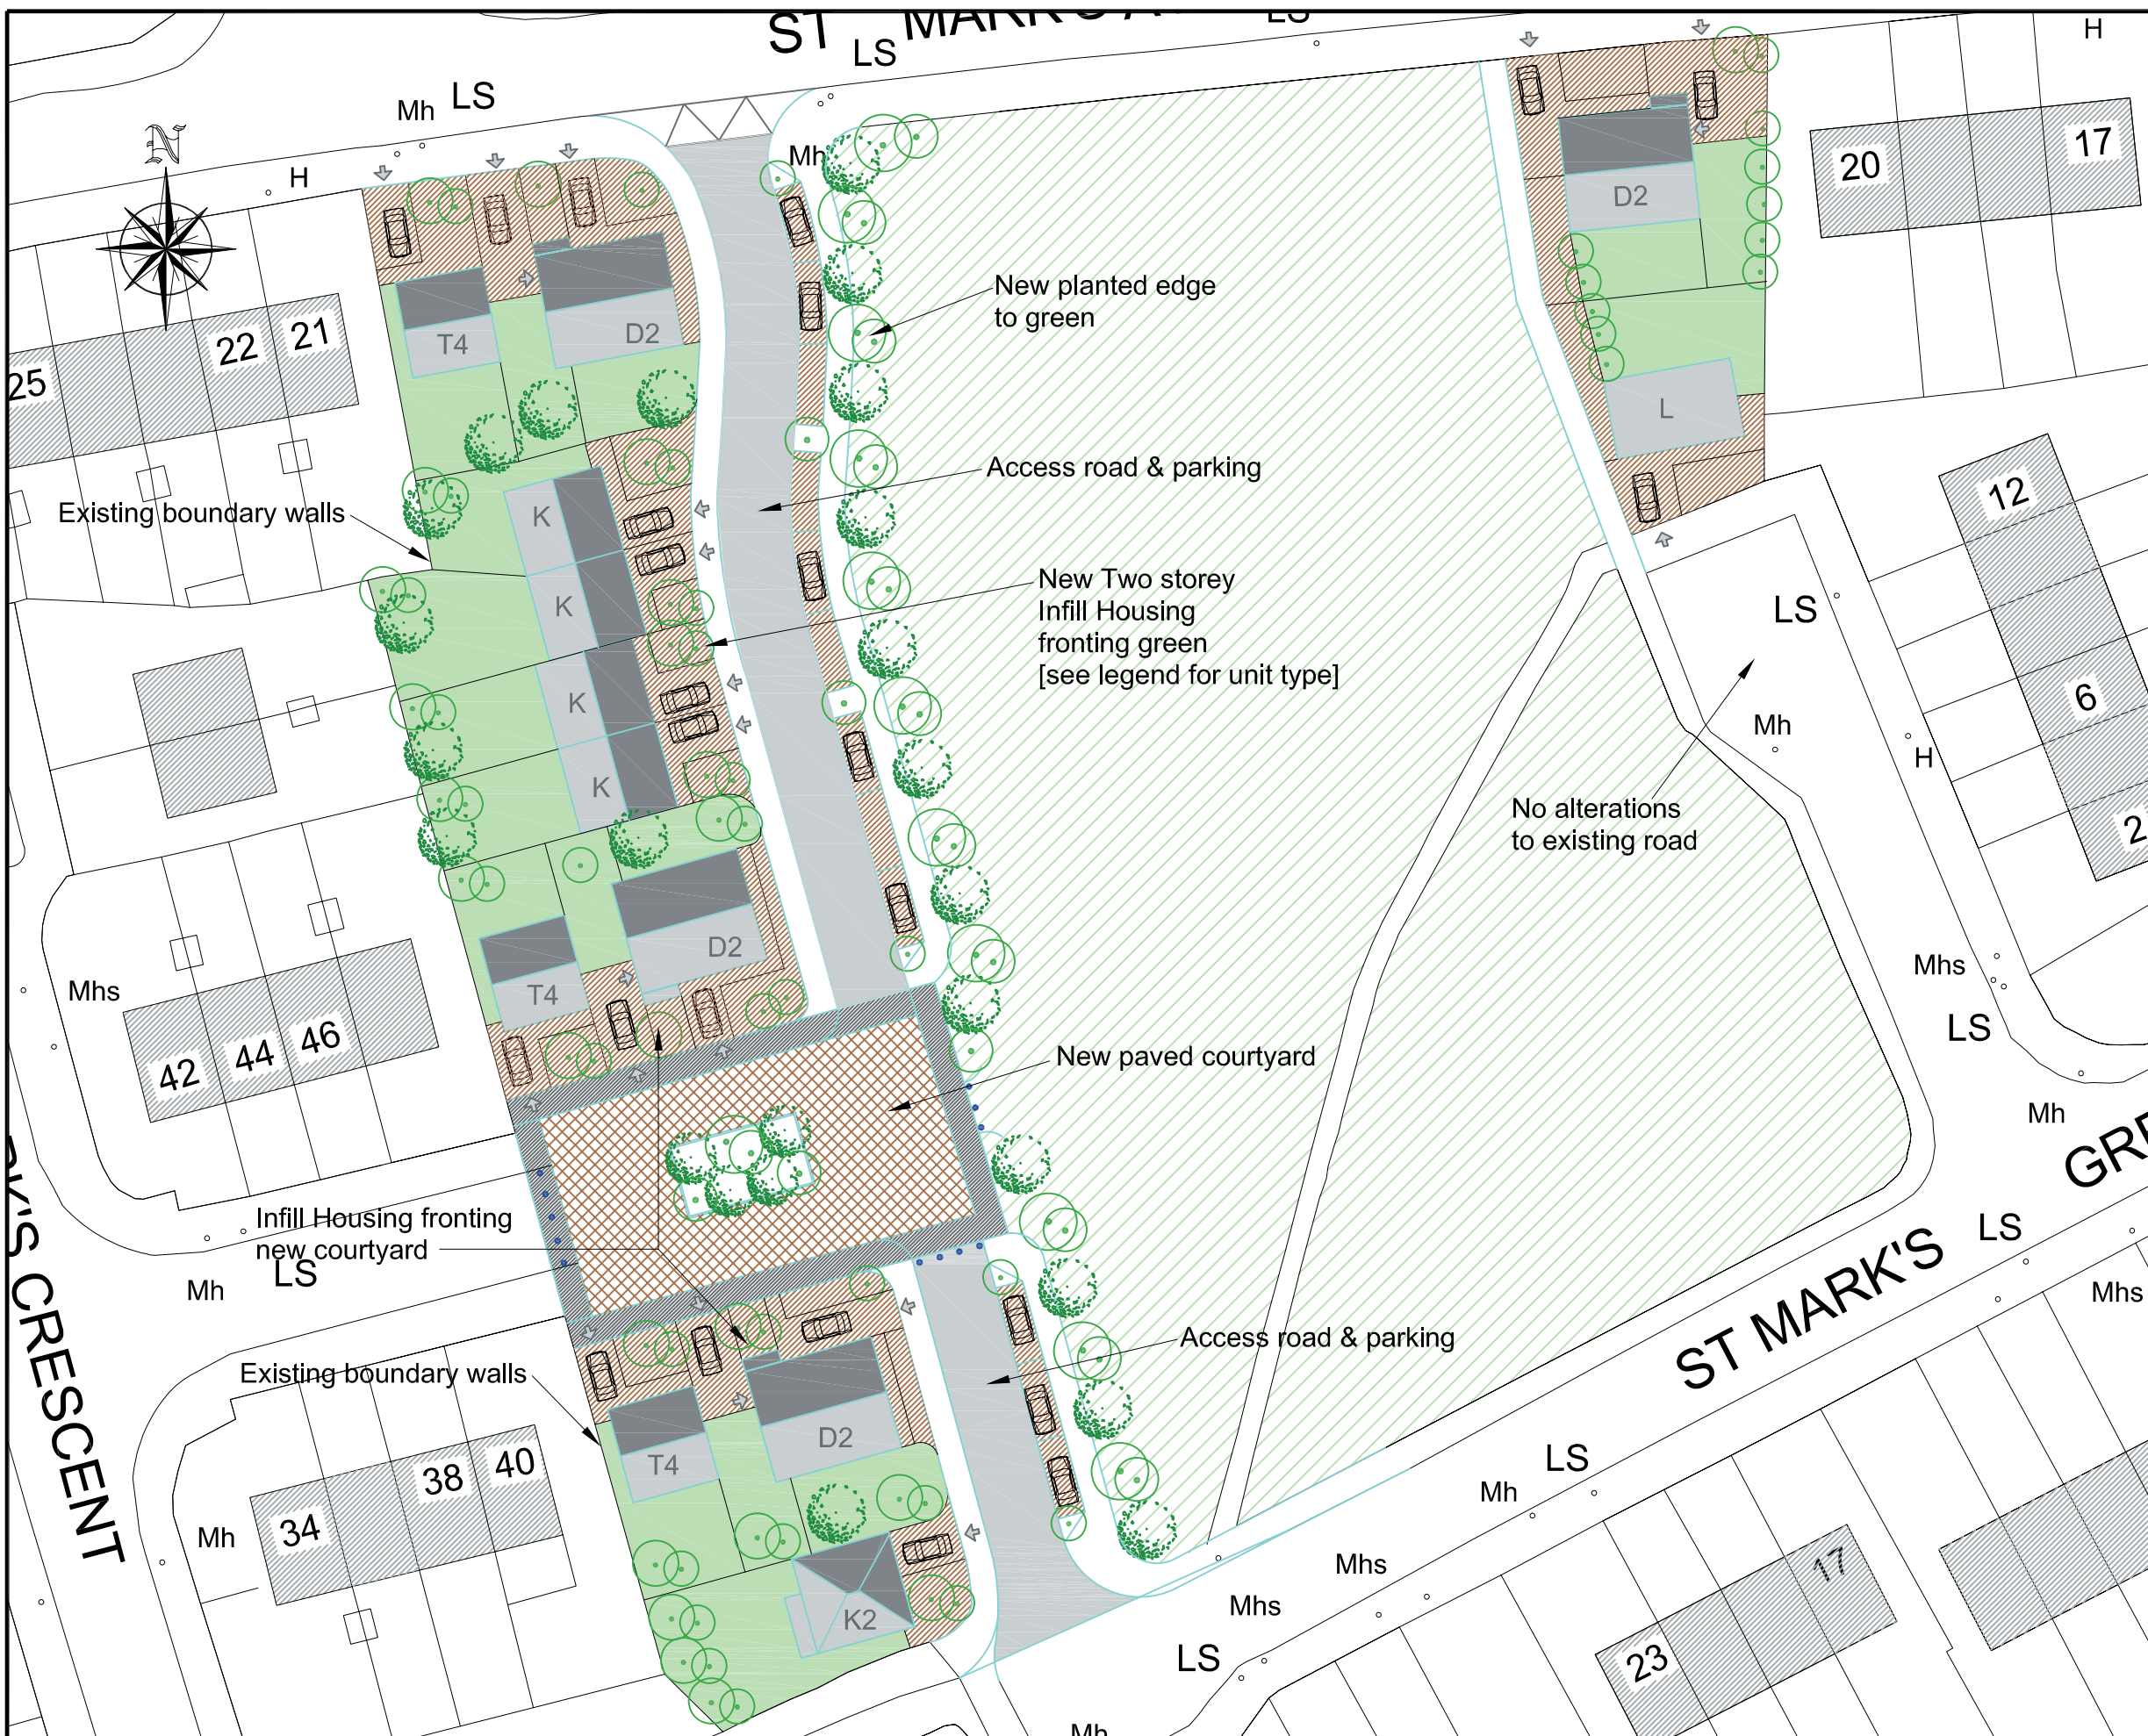 ST MARK'S
LS
LS
H
Mh
LS
N
Mh
H
20
17
D2
22
21
25
T4
D2
D2
New planted edge
to green
L
K
Access road & parking
Existing boundary walls
12
K
New Two storey
Infill Housing
fronting green
[see legend for unit type]
LS
K
6
Mh
H
K
No alterations
to existing road
2
D2
Mhs
Mhs
T4
LS
42
44
46
New paved courtyard
Mh
Infill Housing fronting
new courtyard
Mh
LS
CRESCENT
ST MARK'S
LS
Mhs
Access road & parking
Existing boundary walls
D2
T4
34
38
40
LS
Mh
Mh
17
Mhs
Mhs
K2
LS
23
Mh